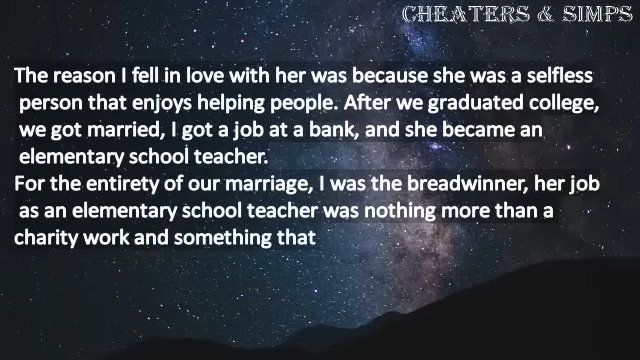 CHEATERS & SIMPS
The reason I fell in love with her was because she was a selfless
person that enjoys helping people. After we graduated college,
we got married, I got a job at a bank, and she became an
elementary school teacher.
For the entirety of our marriage, I was the breadwinner, her job
as an elementary school teacher was nothing more than a
charity work and something that